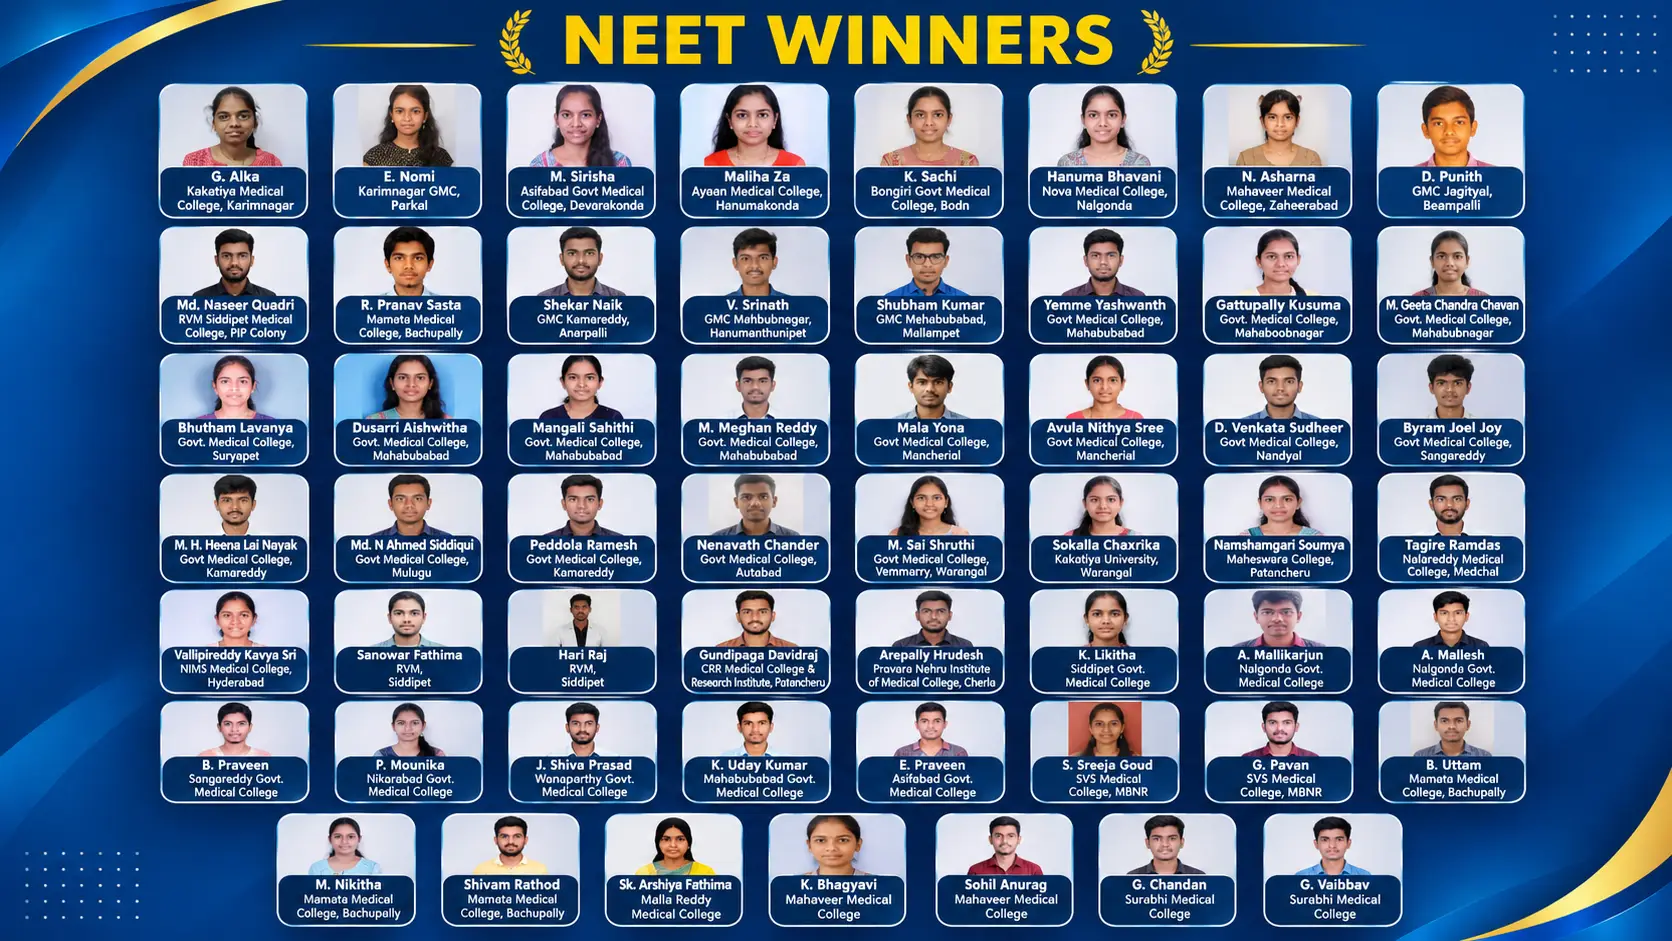 NEET WINNERS
G. Alka
Kakatiya Medical
College, Karimnagar
E. Nomi
Karimnagar GMC,
Parkal
M. Sirisha
Asifabad Govt Medical
College, Devarakonda
Maliha Za
Ayaan Medical College,
Hanumakonda
K. Sachi
Bongiri Govt Medical
College, Bodn
Hanuma Bhavani
Nova Medical College,
Nalgonda
N. Asharna
Mahaveer Medical
College, Zaheerabad
D. Punith
GMC Jagityal,
Beampalli
Md. Naseer Quadri
RVM Siddipet Medical
College, PIP Colony
R. Pranav Sasta
Mamata Medical
College, Bachupally
Shekar Naik
GMC Kamareddy,
Anarpalli
V. Srinath
GMC Mahbubnagar,
Hanumanthunipet
Shubham Kumar
GMC Mehabubabad,
Mallampet
Yemme Yashwanth
Govt Medical College,
Mahabubabad
Gattupally Kusuma
Govt. Medical College,
Mahaboobnagar
M. Geeta Chandra Chavan
Govt. Medical College,
Mahabubnagar
Bhutham Lavanya
Govt. Medical College,
Suryapet
Dusarri Aishwitha
Govt. Medical College,
Mahabubabad
Mangali Sahithi
Govt. Medical College,
Mahabubabad
M. Meghan Reddy
Govt. Medical College,
Mahabubabad
Mala Yona
Govt Medical College,
Mancherial
Avula Nithya Sree
Govt Medical College,
Mancherial
D. Venkata Sudheer
Govt Medical College,
Nandyal
Byram Joel Joy
Govt Medical College,
Sangareddy
M. H. Heena Lai Nayak
Govt Medical College,
Kamareddy
Md. N Ahmed Siddiqui
Govt Medical College,
Mulugu
Peddola Ramesh
Govt Medical College,
Kamareddy
Nenavath Chander
Govt Medical College,
Autabad
M. Sai Shruthi
Govt Medical College,
Vemmarry, Warangal
Sokalla Chaxrika
Kakatiya University,
Warangal
Namshamgari Soumya
Maheswara College,
Patancheru
Tagire Ramdas
Nalareddy Medical
College, Medchal
Vallipireddy Kavya Sri
NIMS Medical College,
Hyderabad
Sanowar Fathima
RVM,
Siddipet
Hari Raj
RVM,
Siddipet
Gundipaga Davidraj
CRR Medical College &
Research Institute, Patancheru
Arepally Hrudesh
Pravara Nehru Institute
of Medical College, Cherla
K. Likitha
Siddipet Govt.
Medical College
A. Mallikarjun
Nalgonda Govt.
Medical College
A. Mallesh
Nalgonda Govt.
Medical College
B. Praveen
Sangareddy Govt.
Medical College
P. Mounika
Nikarabad Govt.
Medical College
J. Shiva Prasad
Wanaparthy Govt.
Medical College
K. Uday Kumar
Mahabubabad Govt.
Medical College
E. Praveen
Asifabad Govt.
Medical College
S. Sreeja Goud
SVS Medical
College, MBNR
G. Pavan
SVS Medical
College, MBNR
B. Uttam
Mamata Medical
College, Bachupally
M. Nikitha
Mamata Medical
College, Bachupally
Shivam Rathod
Mamata Medical
College, Bachupally
Sk. Arshiya Fathima
Malla Reddy
Medical College
K. Bhagyavi
Mahaveer Medical
College
Sohil Anurag
Mahaveer Medical
College
G. Chandan
Surabhi Medical
College
G. Vaibbav
Surabhi Medical
College